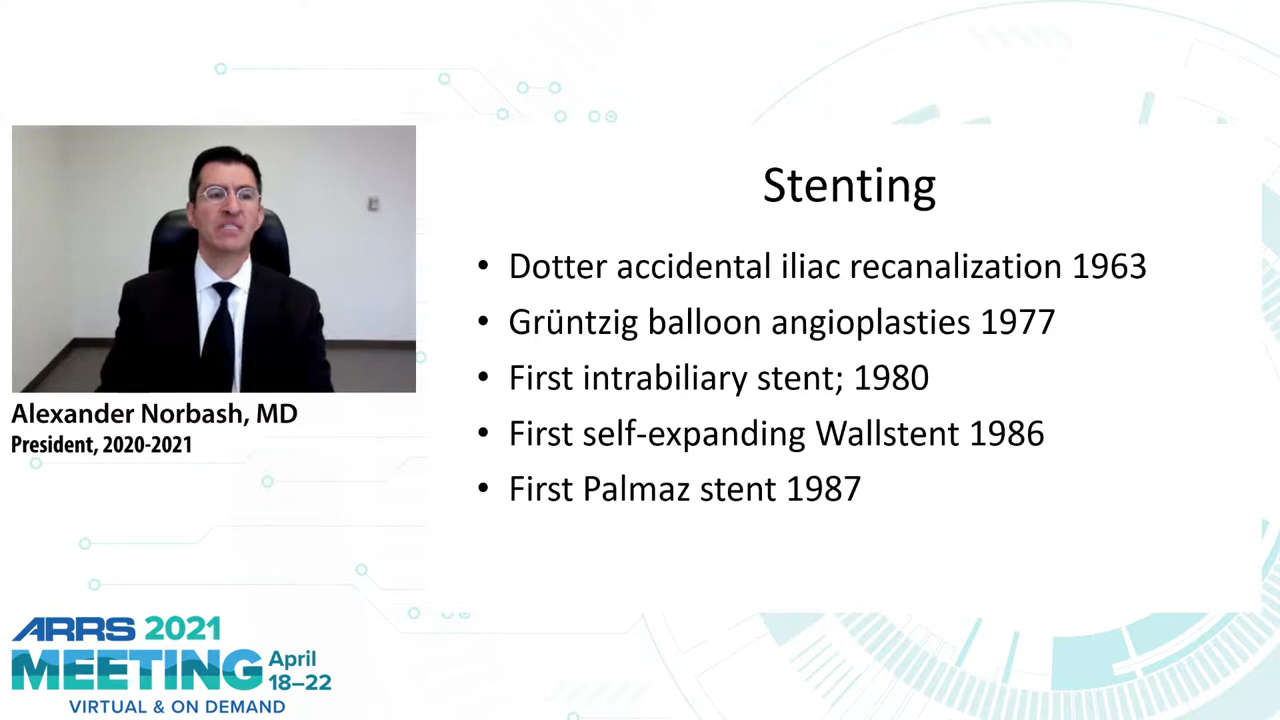 Stenting
• Dotter accidental iliac recanalization 1963
• Grüntzig balloon angioplasties 1977
• First intrabiliary stent; 1980
• First self-expanding Wallstent 1986
• First Palmaz stent 1987
Alexander Norbash, MD
President, 2020-2021
ARRS 2021
MEETING
April
18–22
VIRTUAL & ON DEMAND